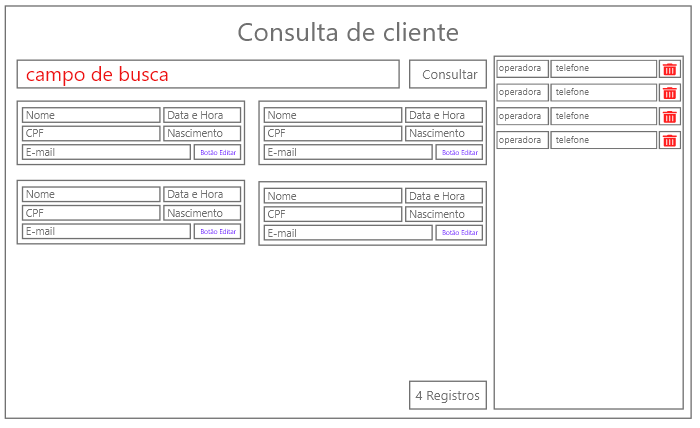 Consulta de cliente
campo de busca
Consultar
Nome
Data e Hora
CPF
Nascimento
E-mail
Botão Editar
Nome
Data e Hora
CPF
Nascimento
E-mail
Botão Editar
Nome
Data e Hora
CPF
Nascimento
E-mail
Botão Editar
Nome
Data e Hora
CPF
Nascimento
E-mail
Botão Editar
4 Registros
operadora telefone
operadora telefone
operadora telefone
operadora telefone